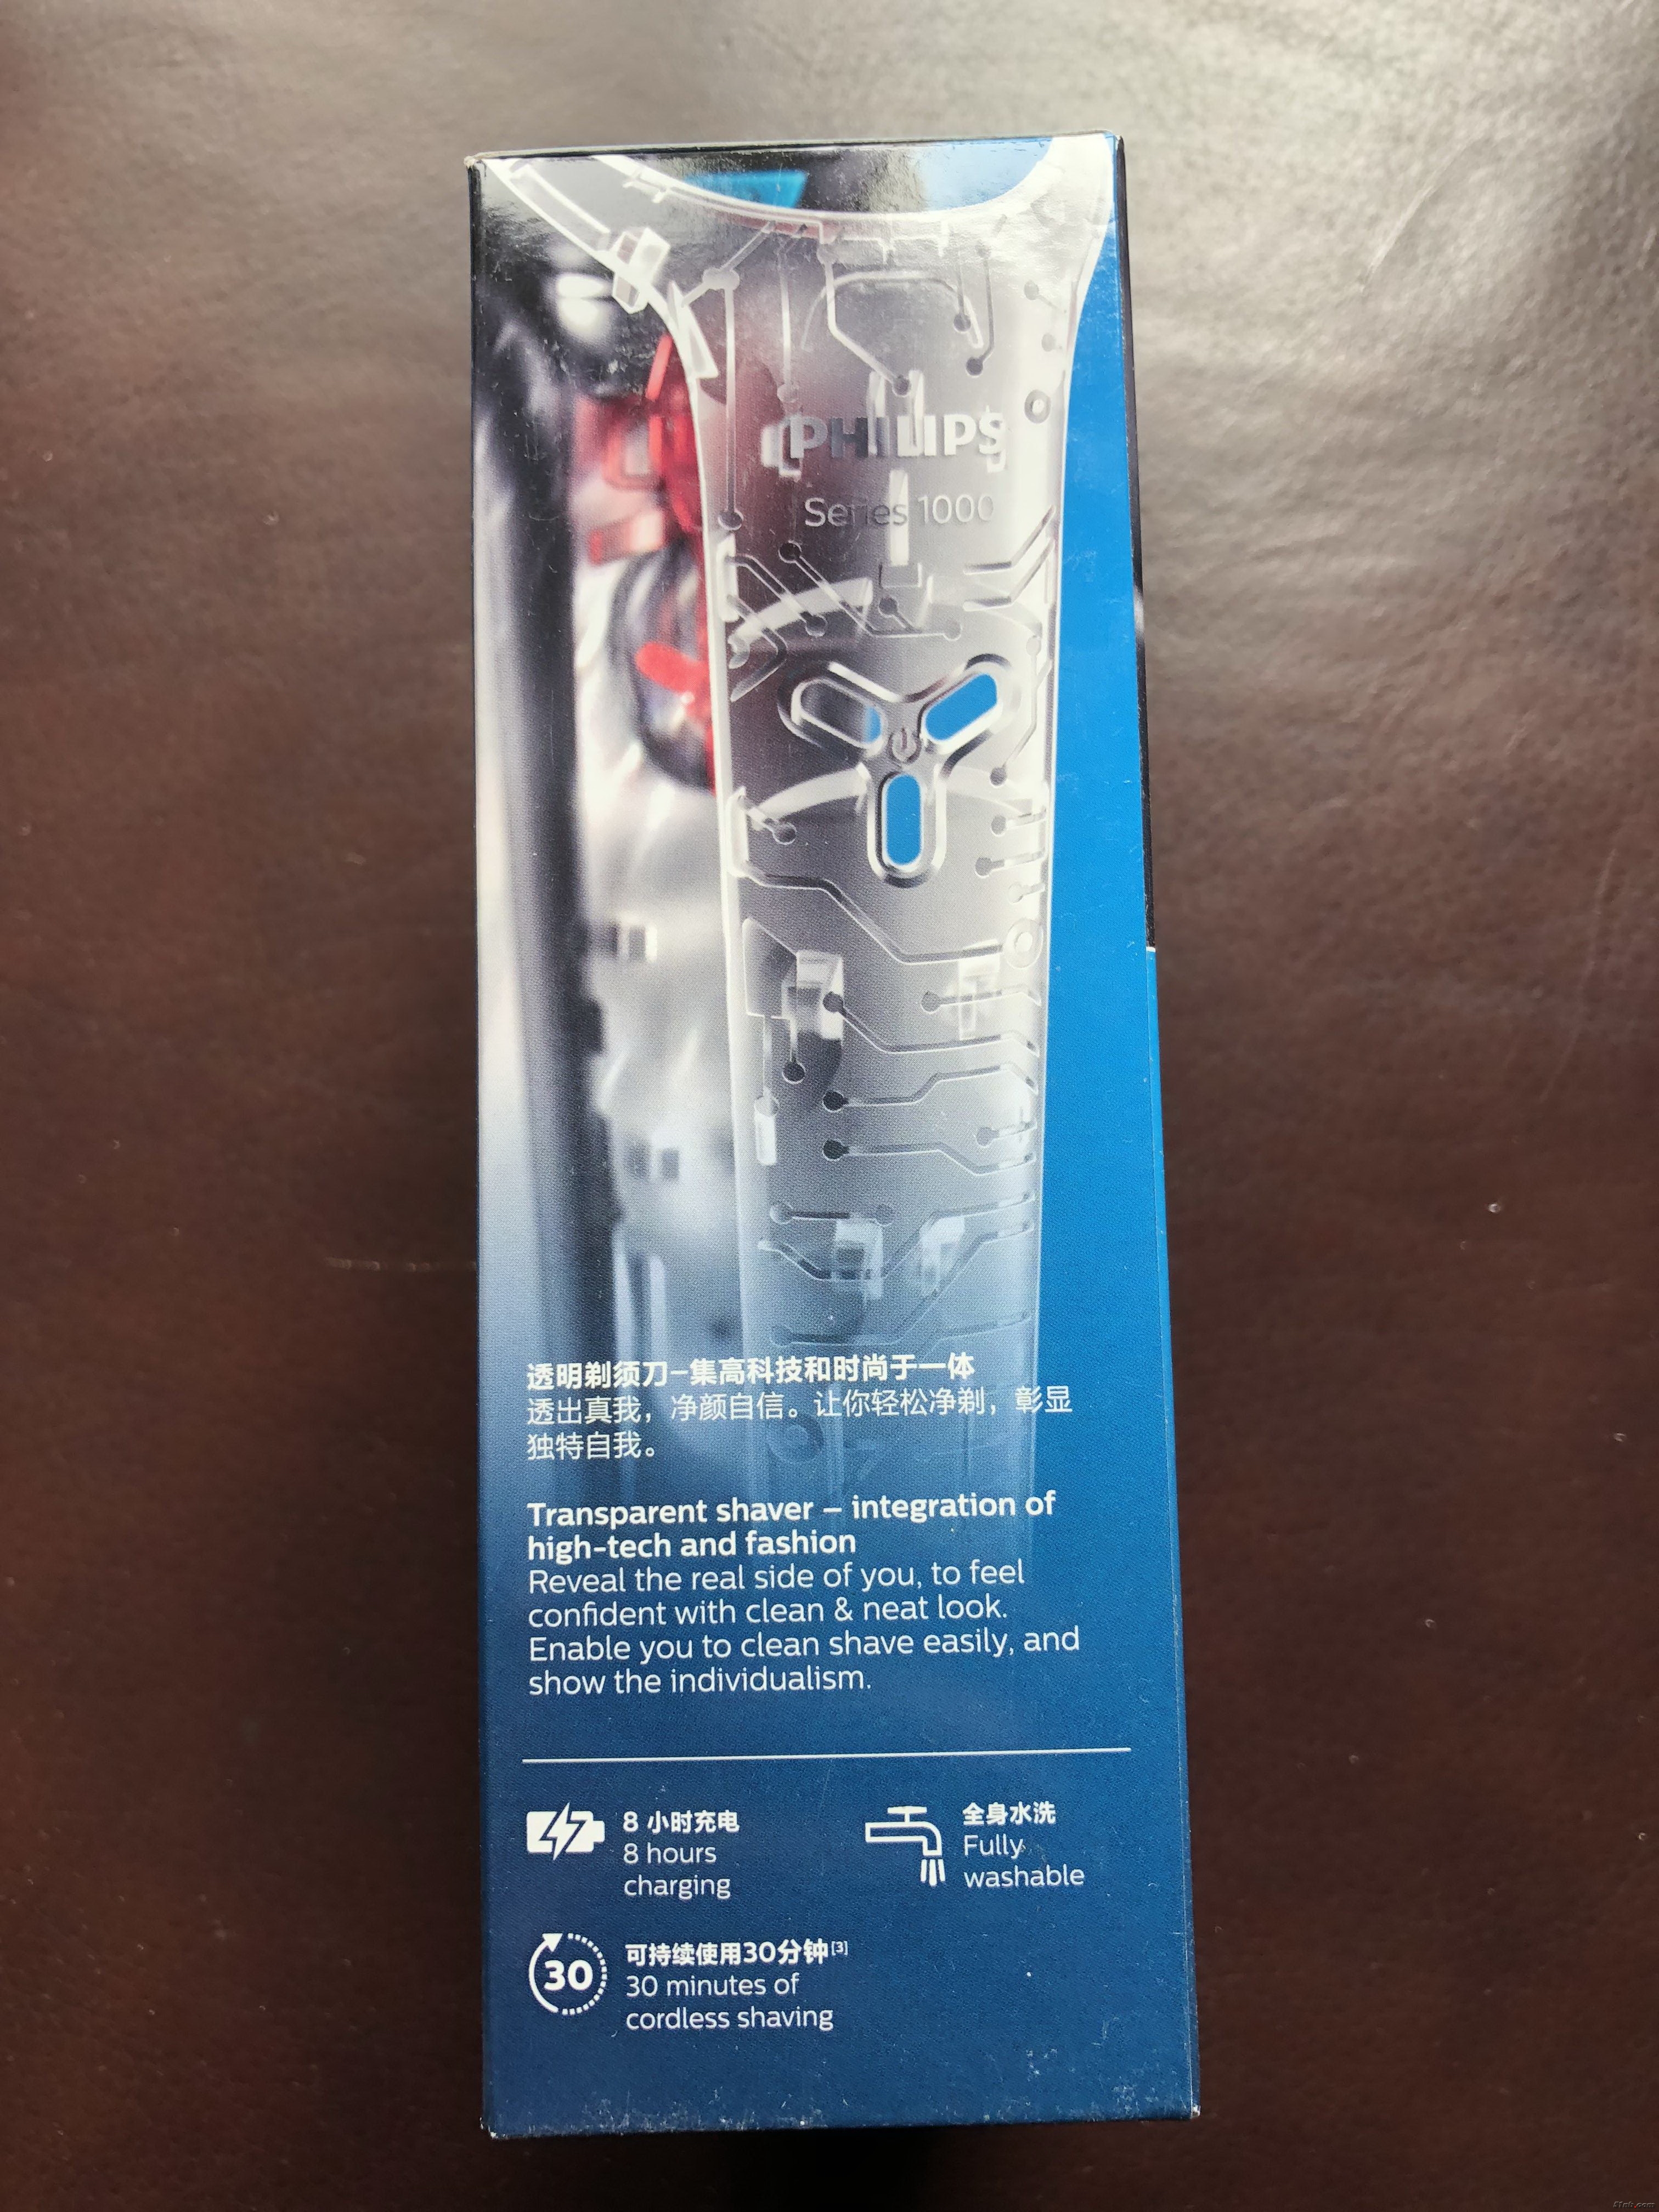 PHILIPS
Series 1000
透明剃须刀-集高科技和时尚于一体
透出真我，净颜自信。让你轻松净剃，彰显
独特自我。
Transparent shaver – integration of
high-tech and fashion
Reveal the real side of you, to feel
confident with clean & neat look.
Enable you to clean shave easily, and
show the individualism.
8 小时充电
8 hours
charging
全身水洗
Fully
washable
30
可持续使用30分钟[3]
30 minutes of
cordless shaving